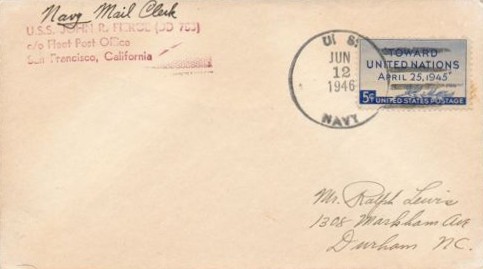 Navy Mail Clerk
U.S.S. JOHN R. PIERCE (DD 753)
c/o Fleet Post Office
San Francisco, California
U. S.
JUN
12
1946
NAVY
"TOWARD
UNITED NATIONS
APRIL 25, 1945"
5¢ UNITED STATES POSTAGE
Mr. Ralph Lewis
1308 Markham Ave
Durham N.C.